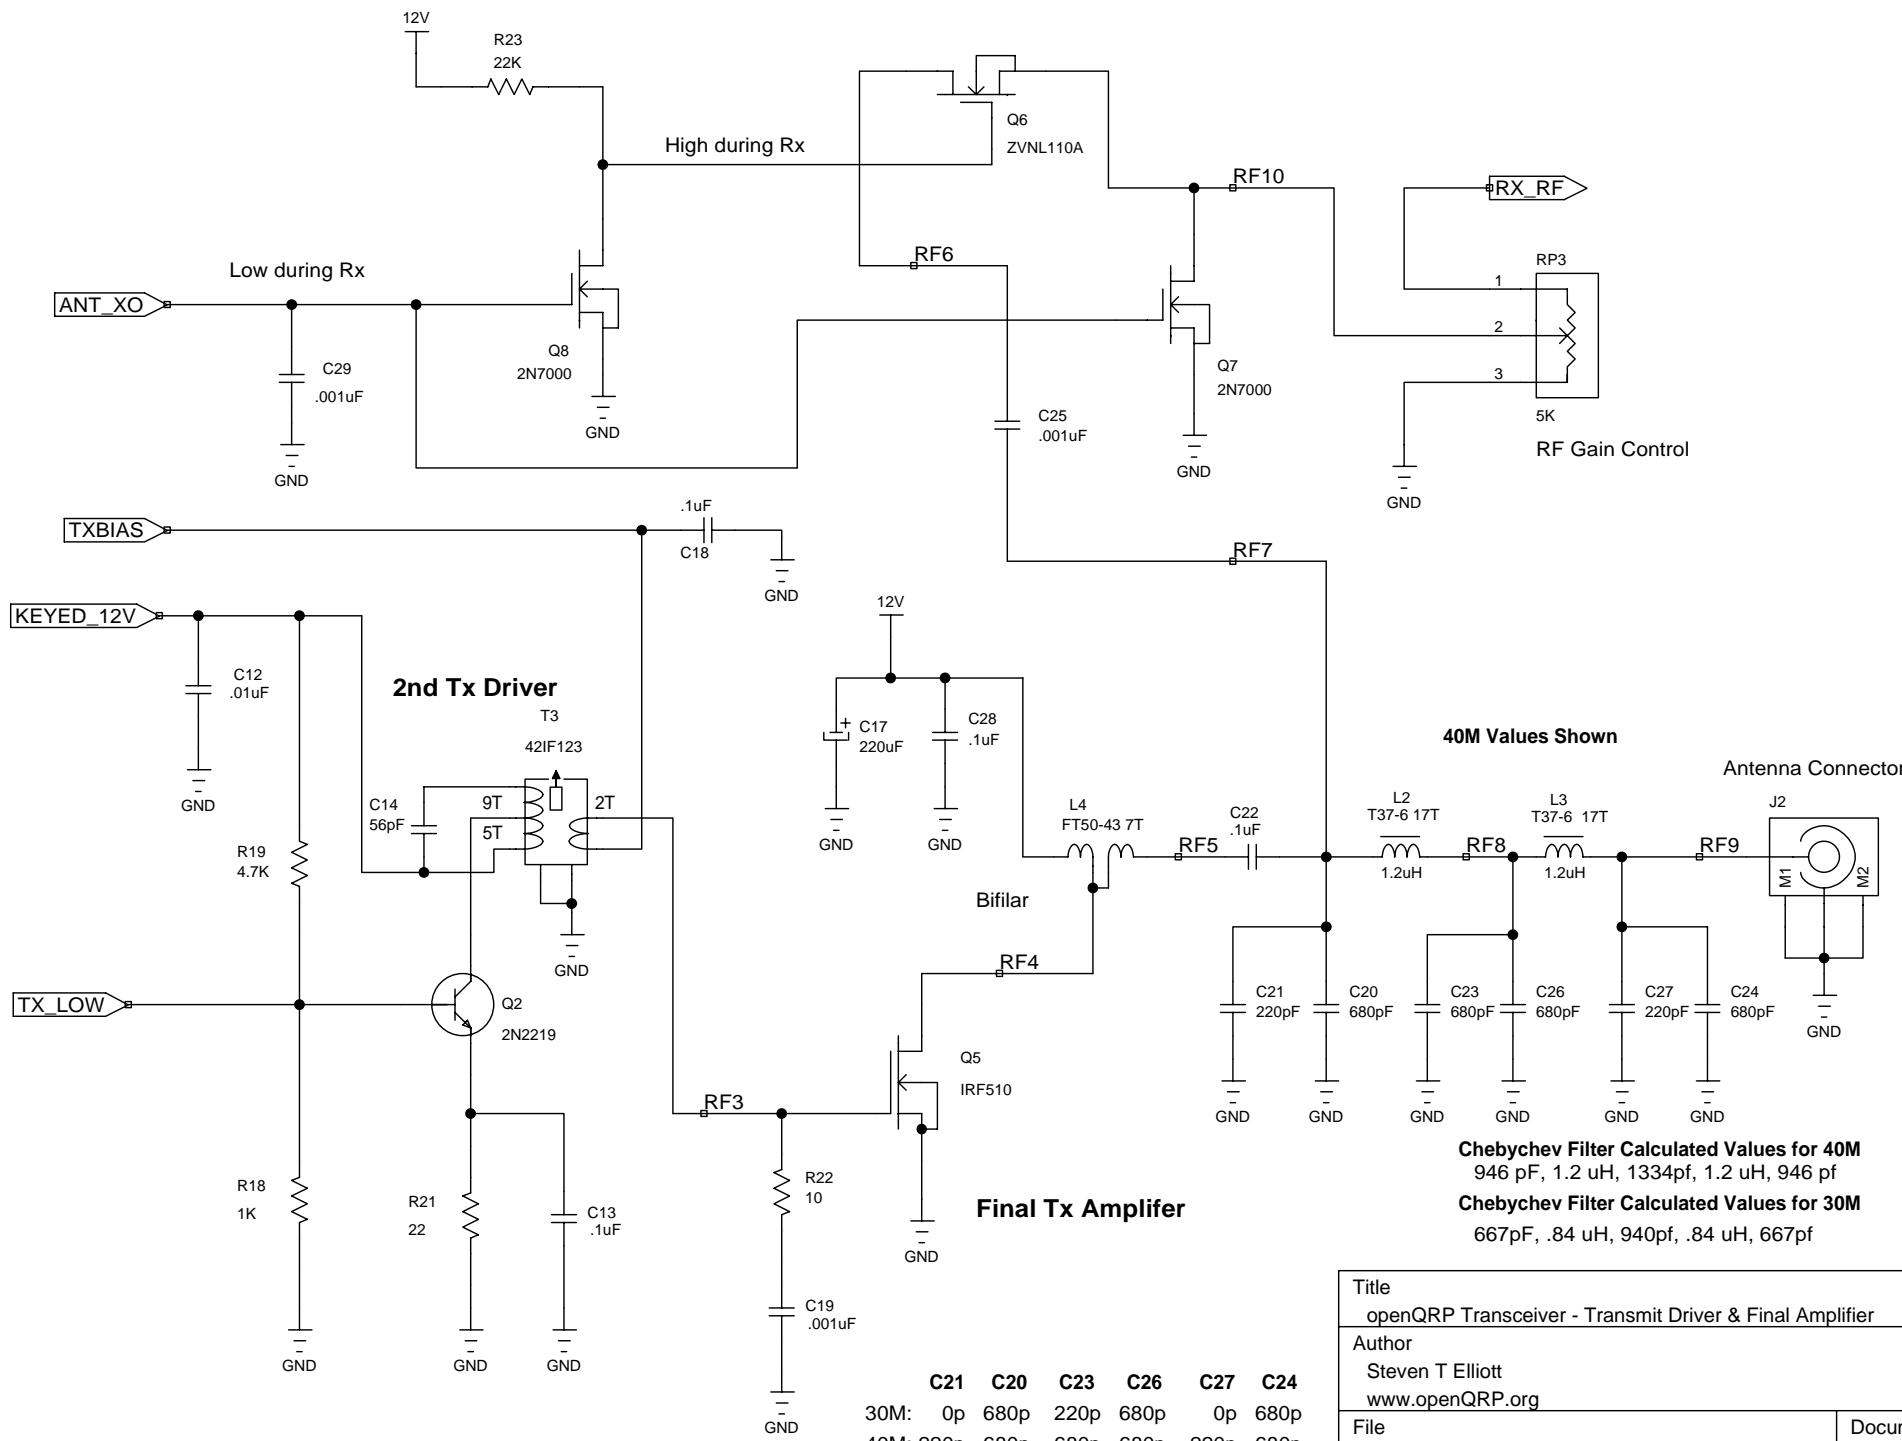 12V
R23
22K
High during Rx
Q6
ZVNL110A
RF10
RX_RF
RF6
Low during Rx
ANT_XO
RP3
1
2
3
5K
RF Gain Control
Q8
2N7000
GND
Q7
2N7000
GND
C29
.001uF
GND
C25
.001uF
GND
TXBIAS
.1uF
C18
GND
RF7
KEYED_12V
C12
.01uF
GND
2nd Tx Driver
T3
42IF123
9T
5T
2T
C14
56pF
GND
R19
4.7K
12V
C17
220uF
+
GND
C28
.1uF
GND
40M Values Shown
Antenna Connector
L4
FT50-43 7T
Bifilar
RF5
C22
.1uF
L2
T37-6 17T
1.2uH
RF8
L3
T37-6 17T
1.2uH
RF9
J2
M1
M2
GND
TX_LOW
Q2
2N2219
RF4
Q5
IRF510
GND
RF3
C21
220pF
GND
C20
680pF
GND
C23
680pF
GND
C26
680pF
GND
C27
220pF
GND
C24
680pF
GND
Chebychev Filter Calculated Values for 40M
946 pF, 1.2 uH, 1334pf, 1.2 uH, 946 pf
Chebychev Filter Calculated Values for 30M
667pF, .84 uH, 940pf, .84 uH, 667pf
R18
1K
GND
R21
22
GND
C13
.1uF
GND
R22
10
Final Tx Amplifer
C19
.001uF
GND
C21 C20 C23 C26 C27 C24
30M: 0p 680p 220p 680p 0p 680p
40M: 220p 680p 680p 680p 220p 680p
Title
openQRP Transceiver - Transmit Driver & Final Amplifier
Author
Steven T Elliott
www.openQRP.org
File
Docu